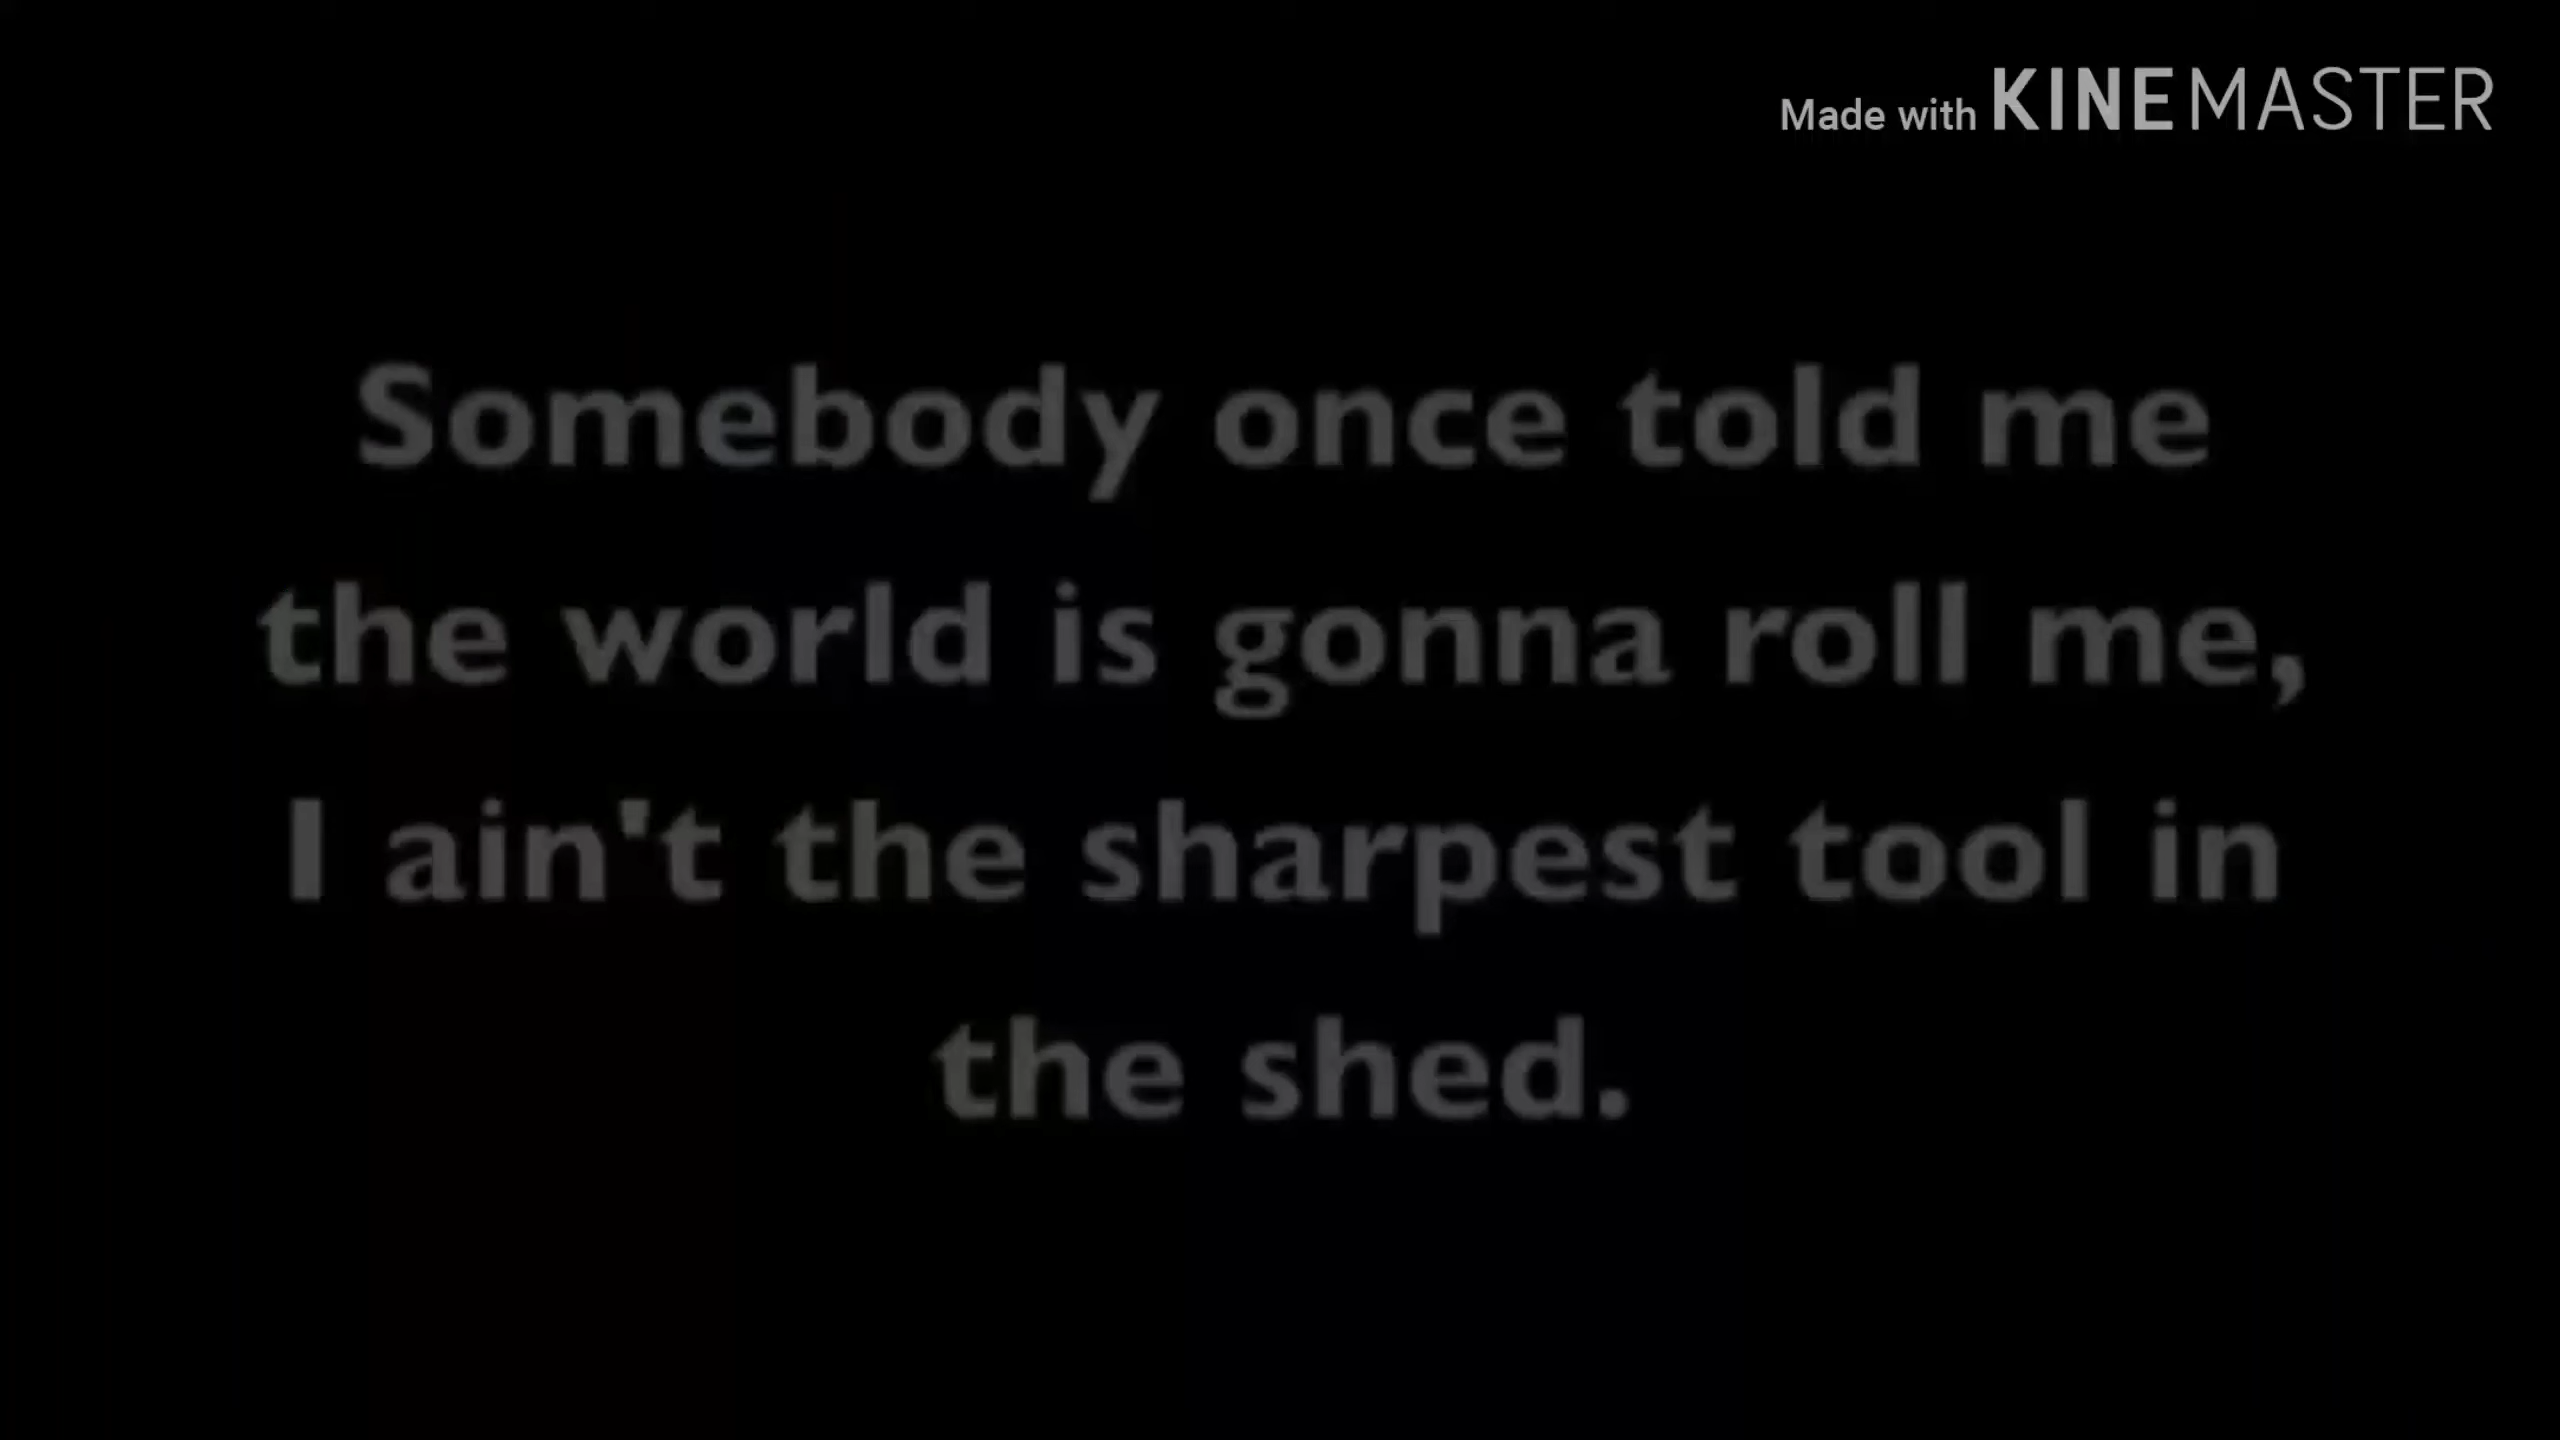 Made with KINEMASTER
Somebody once told me
the world is gonna roll me,
I ain't the sharpest tool in
the shed.